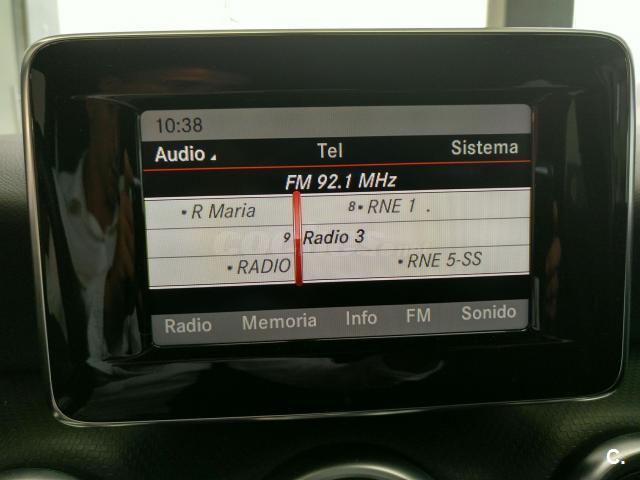 10:38
Audio Tel Sistema
FM 92.1 MHz
• R Maria 8• RNE 1 .
9 Radio 3
• RADIO • RNE 5-SS
Radio Memoria Info FM Sonido
C.